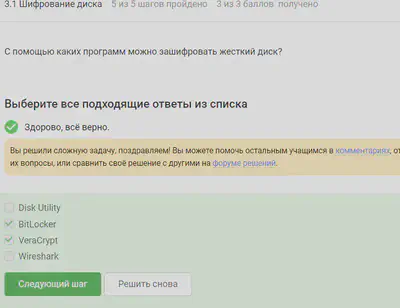 3.1 Шифрование диска 5 из 5 шагов пройдено 3 из 3 баллов получено
С помощью каких программ можно зашифровать жесткий диск?
Выберите все подходящие ответы из списка
Здорово, всё верно.
Вы решили сложную задачу, поздравляем! Вы можете помочь остальным учащимся в комментариях, от
их вопросы, или сравнить своё решение с другими на форуме решений.
Disk Utility
BitLocker
VeraCrypt
Wireshark
Следующий шаг Решить снова